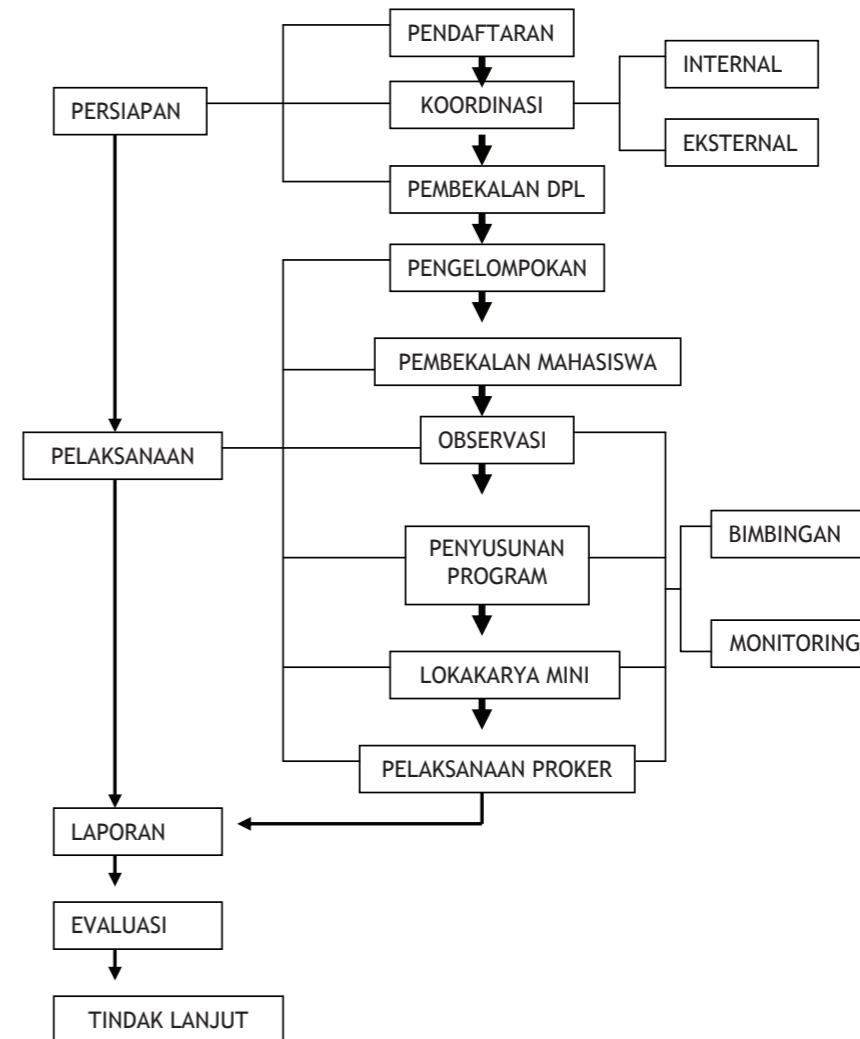 PENDAFTARAN
INTERNAL
PERSIAPAN
KOORDINASI
EKSTERNAL
PEMBEKALAN DPL
PENGELOMPOKAN
PEMBEKALAN MAHASISWA
PELAKSANAAN
OBSERVASI
BIMBINGAN
PENYUSUNAN
PROGRAM
MONITORING
LOKAKARYA MINI
PELAKSANAAN PROKER
LAPORAN
EVALUASI
TINDAK LANJUT